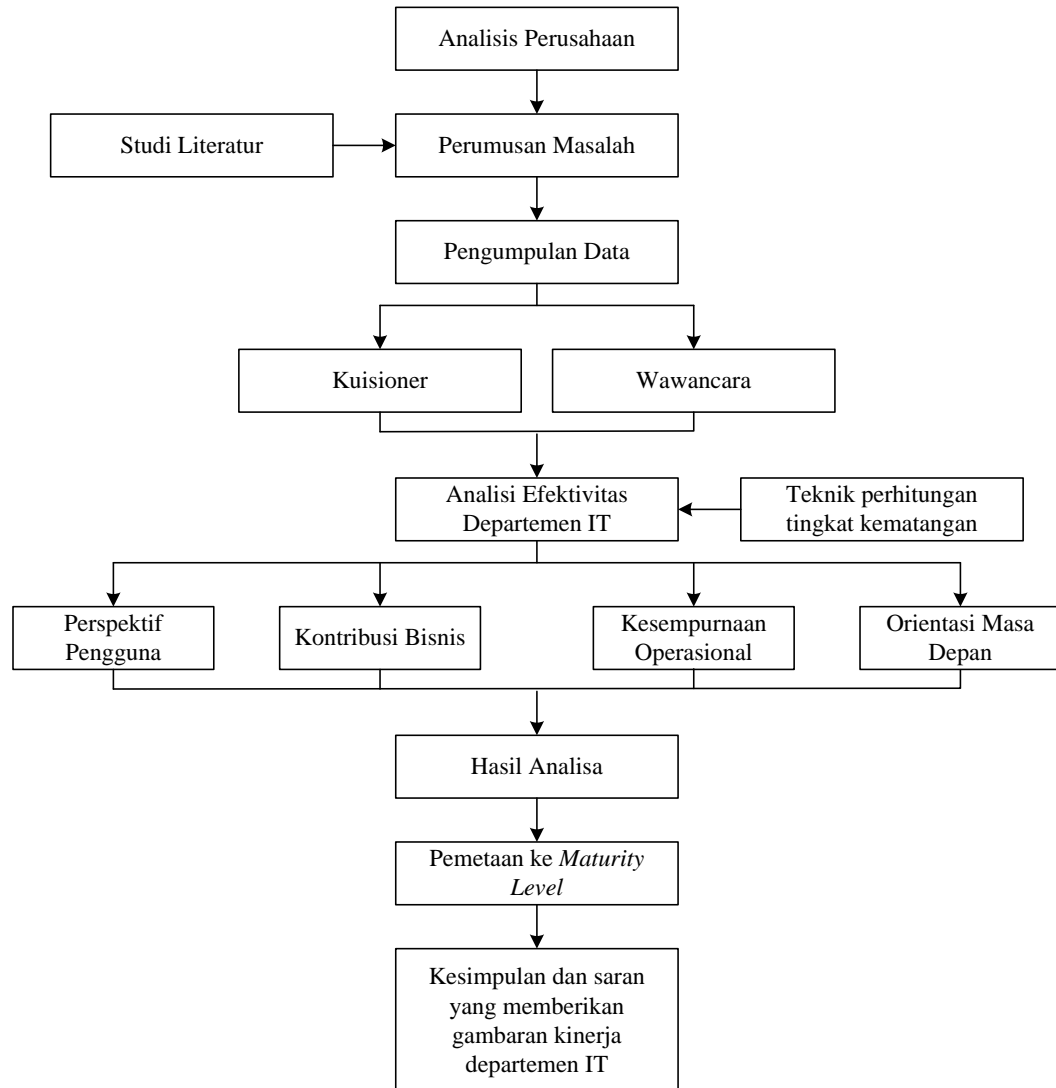 Analisis Perusahaan
Studi Literatur
Perumusan Masalah
Pengumpulan Data
Kuisioner
Wawancara
Analisi Efektivitas
Departemen IT
Teknik perhitungan
tingkat kematangan
Perspektif
Pengguna
Kontribusi Bisnis
Kesempurnaan
Operasional
Orientasi Masa
Depan
Hasil Analisa
Pemetaan ke Maturity
Level
Kesimpulan dan saran
yang memberikan
gambaran kinerja
departemen IT